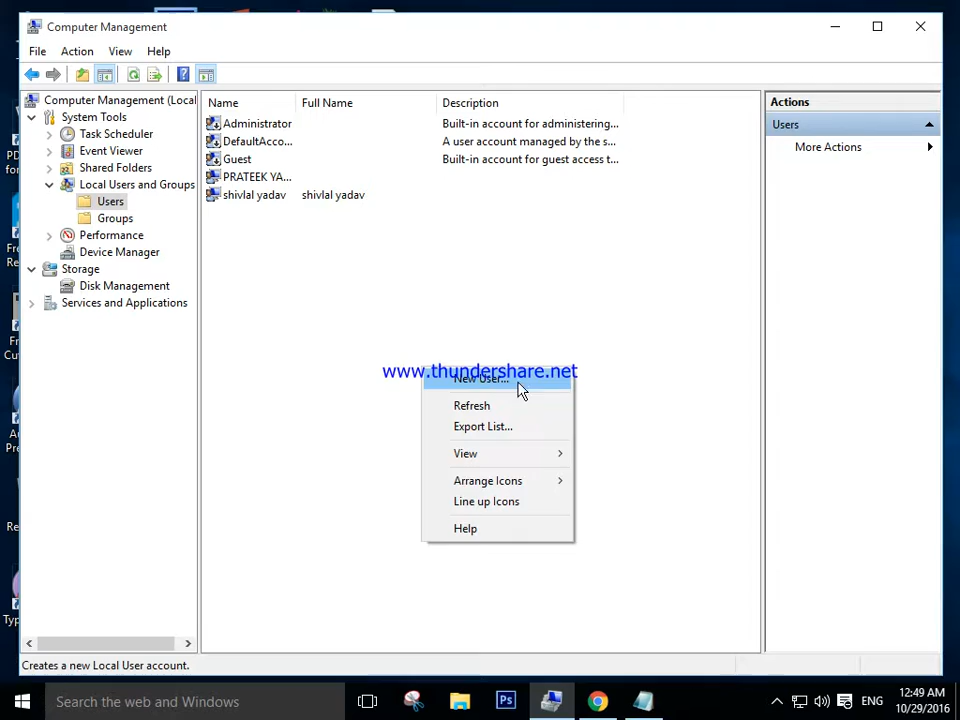 Computer Management
File Action View Help
Computer Management (Local
System Tools
Task Scheduler
Event Viewer
Shared Folders
Local Users and Groups
Users
Groups
Performance
Device Manager
Storage
Disk Management
Services and Applications
Name Full Name Description
Administrator Built-in account for administering...
DefaultAcco... A user account managed by the s...
Guest Built-in account for guest access t...
PRATEEK YA...
shivlal yadav shivlal yadav
Actions
Users
More Actions
www.thundershare.net
New User...
Refresh
Export List...
View
Arrange Icons
Line up Icons
Help
Creates a new Local User account.
Search the web and Windows
Ps
ENG
12:49 AM
10/29/2016